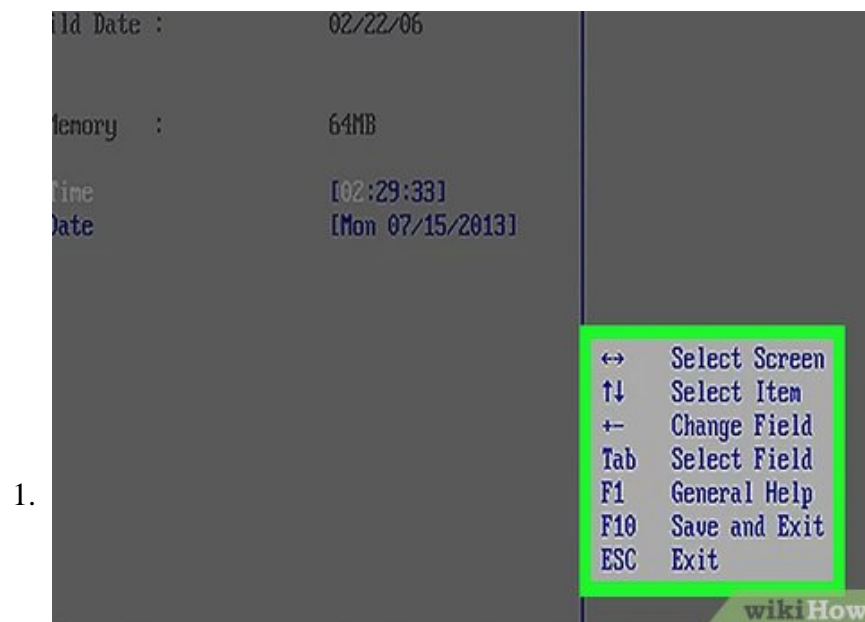 ild Date : 02/22/06
Memory : 64MB
Time [02:29:33]
Date [Mon 07/15/2013]
↔ Select Screen
↑↓ Select Item
+- Change Field
Tab Select Field
1.
F1 General Help
F10 Save and Exit
ESC Exit
wikiHow